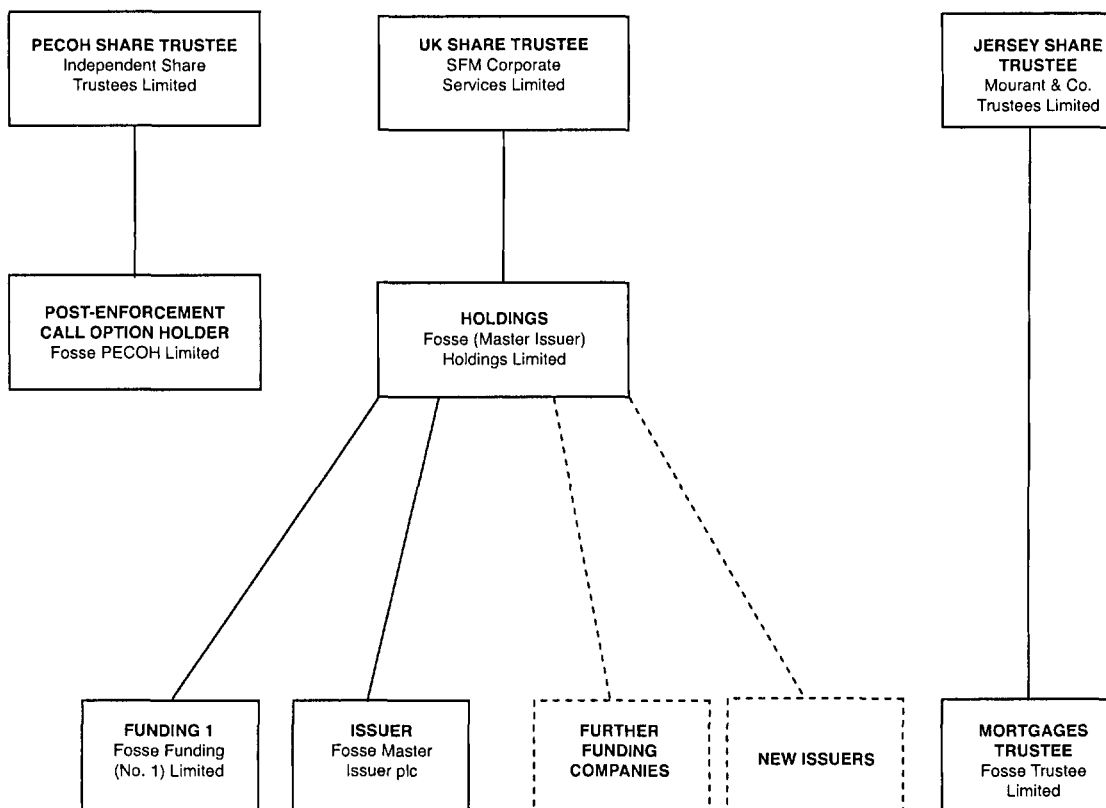 PECOH SHARE TRUSTEE
Independent Share
Trustees Limited
UK SHARE TRUSTEE
SFM Corporate
Services Limited
JERSEY SHARE
TRUSTEE
Mourant & Co.
Trustees Limited
POST-ENFORCEMENT
CALL OPTION HOLDER
Fosse PECOH Limited
HOLDINGS
Fosse (Master Issuer)
Holdings Limited
FUNDING 1
Fosse Funding
(No. 1) Limited
ISSUER
Fosse Master
Issuer plc
FURTHER
FUNDING
COMPANIES
NEW ISSUERS
MORTGAGES
TRUSTEE
Fosse Trustee
Limited